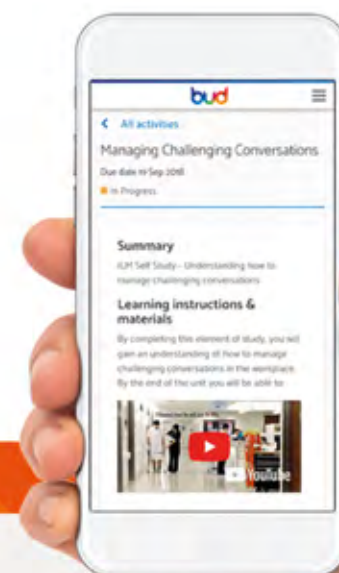 bud
All activities
Managing Challenging Conversations
Due date 19 Sep 2018
In Progress
Summary
ILM Self Study - Understanding how to
manage challenging conversations
Learning instructions &
materials
By completing this element of study, you will
gain an understanding of how to manage
challenging conversations in the workplace.
By the end of the unit you will be able to
YouTube